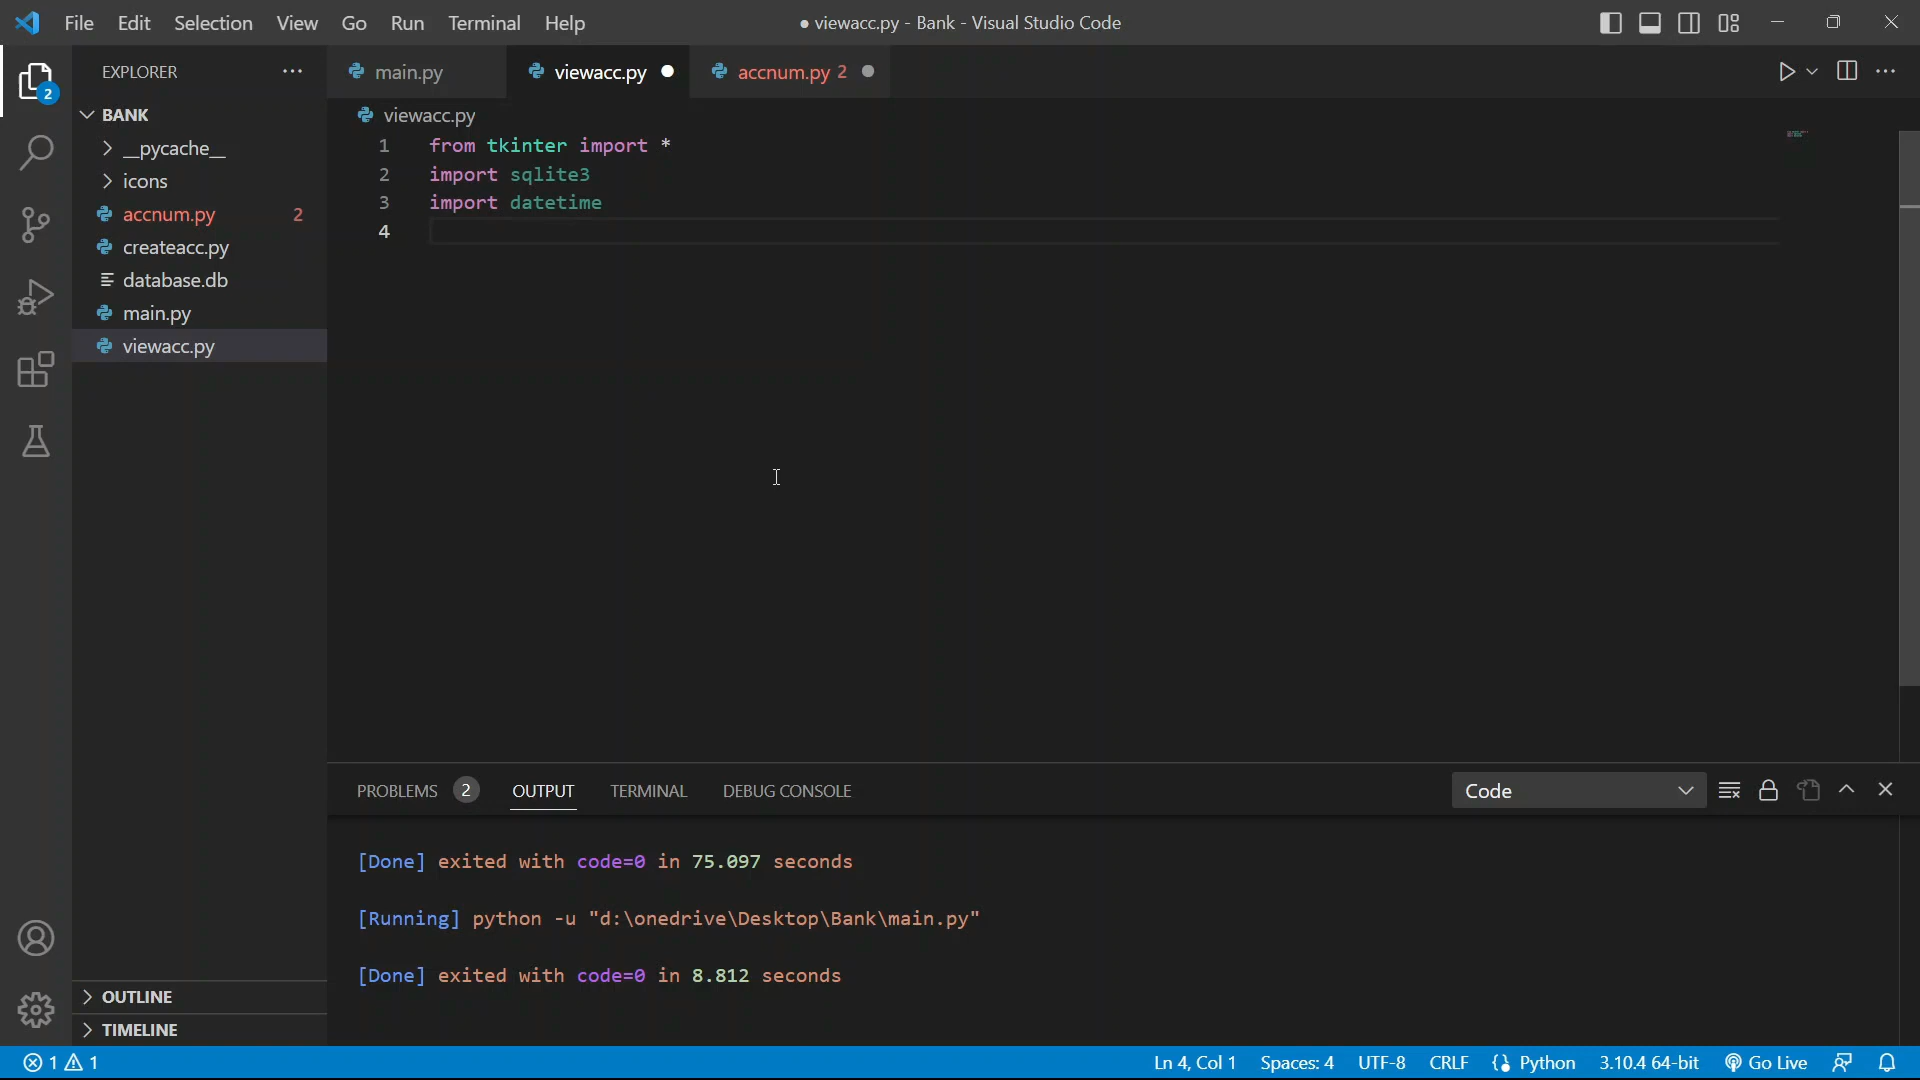 File Edit Selection View Go Run Terminal Help
● viewacc.py - Bank - Visual Studio Code
EXPLORER ···
2
BANK
__pycache__
icons
accnum.py 2
createacc.py
database.db
main.py
viewacc.py
OUTLINE
TIMELINE
main.py viewacc.py ● accnum.py 2 ●
viewacc.py
1 from tkinter import *
2 import sqlite3
3 import datetime
4
PROBLEMS 2 OUTPUT TERMINAL DEBUG CONSOLE Code
[Done] exited with code=0 in 75.097 seconds
[Running] python -u "d:\onedrive\Desktop\Bank\main.py"
[Done] exited with code=0 in 8.812 seconds
1 1 Ln 4, Col 1 Spaces: 4 UTF-8 CRLF Python 3.10.4 64-bit Go Live